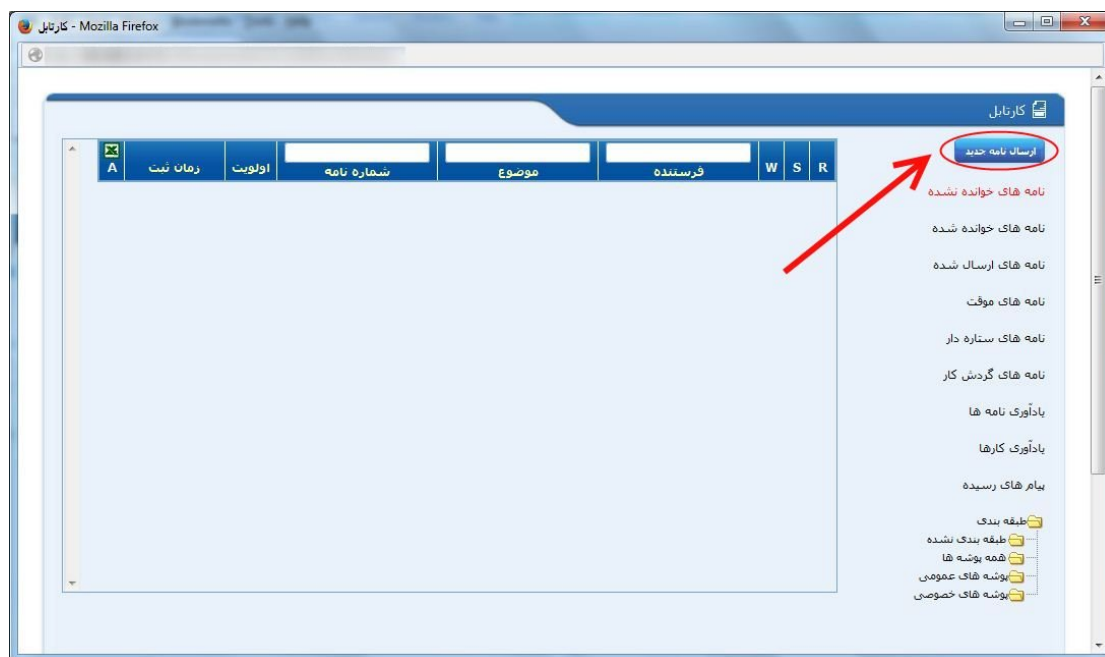 کارتابل - Mozilla Firefox
کارتابل
ارسال نامه جدید
نامه های خوانده نشده
نامه های خوانده شده
نامه های ارسال شده
نامه های موقت
نامه های ستاره دار
نامه های گردش کار
یادآوری نامه ها
یادآوری کارها
پیام های رسیده
طبقه بندی
طبقه بندی نشده
همه پوشه ها
پوشه های عمومی
پوشه های خصوصی
R S W فرستنده موضوع شماره نامه اولویت زمان ثبت A